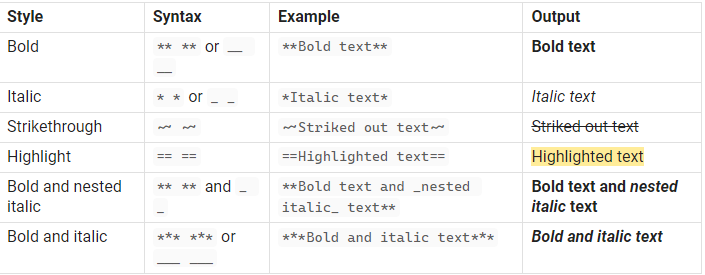 Style Syntax Example Output
Bold ** ** or __ __ **Bold text** Bold text
Italic * * or _ _ *Italic text* Italic text
Strikethrough ~~ ~~ ~~Striked out text~~ Striked out text
Highlight == == ==Highlighted text== Highlighted text
Bold and nested italic ** ** and _ _ **Bold text and _nested italic_ text** Bold text and nested italic text
Bold and italic *** *** or ___ ___ ***Bold and italic text*** Bold and italic text